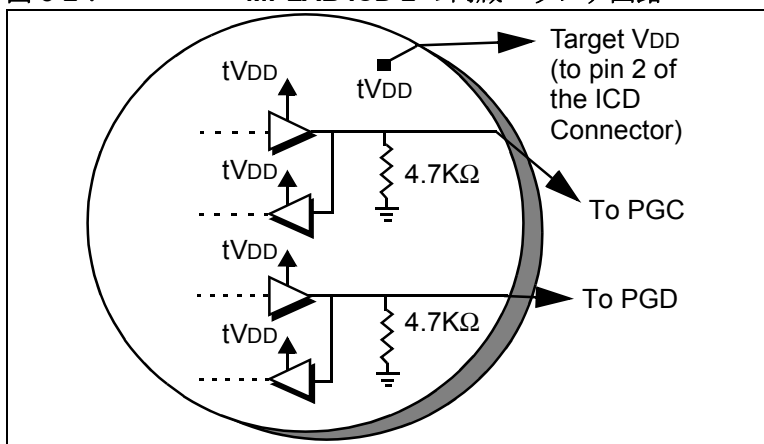 Target VDD
(to pin 2 of
the ICD
Connector)
tVDD
tVDD
4.7KΩ
tVDD
To PGC
tVDD
To PGD
4.7KΩ
tVDD